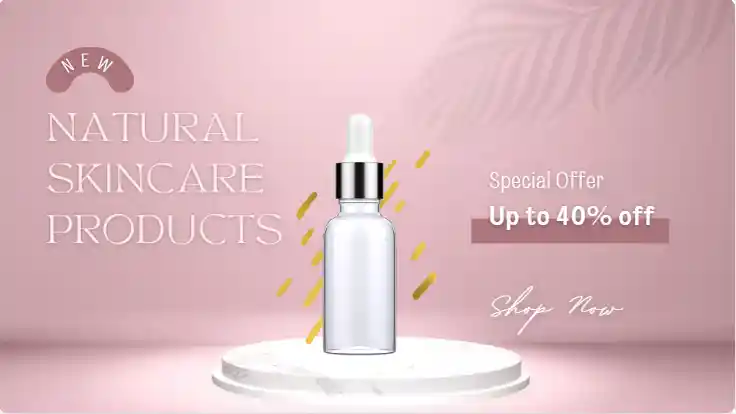 NEW
NATURAL
SKINCARE
PRODUCTS
Special Offer
Up to 40% off
Shop Now